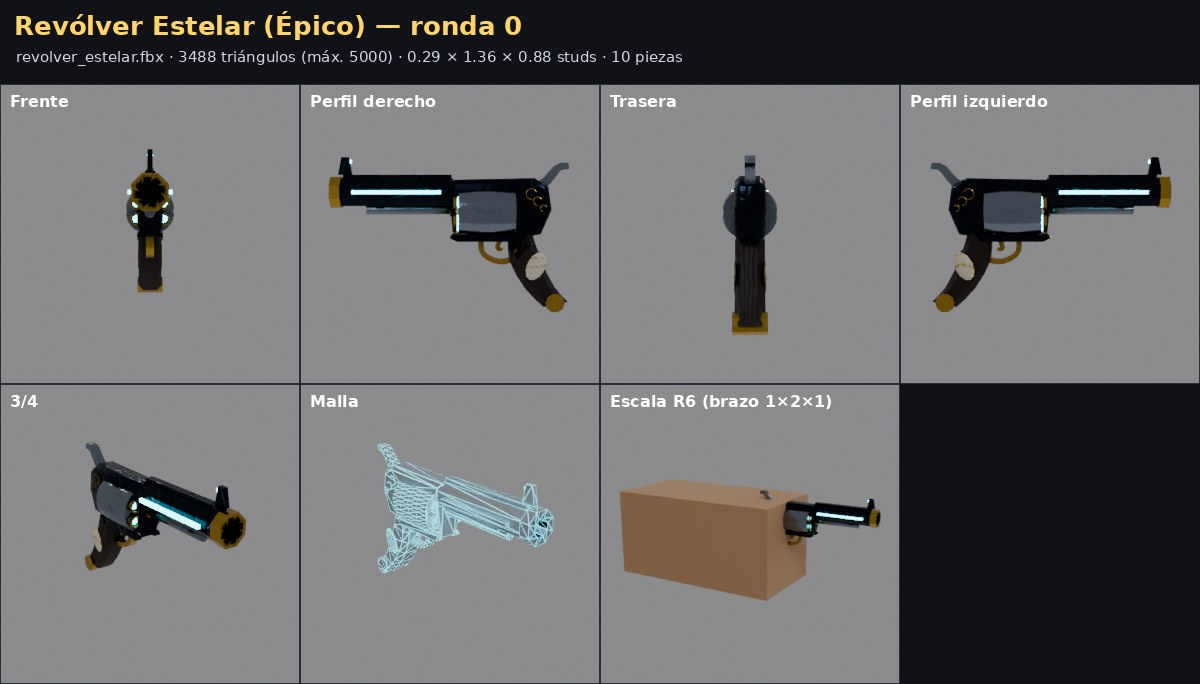 Revólver Estelar (Épico) — ronda 0
revolver_estelar.fbx · 3488 triángulos (máx. 5000) · 0.29 × 1.36 × 0.88 studs · 10 piezas
Frente
Perfil derecho
Trasera
Perfil izquierdo
3/4
Malla
Escala R6 (brazo 1×2×1)